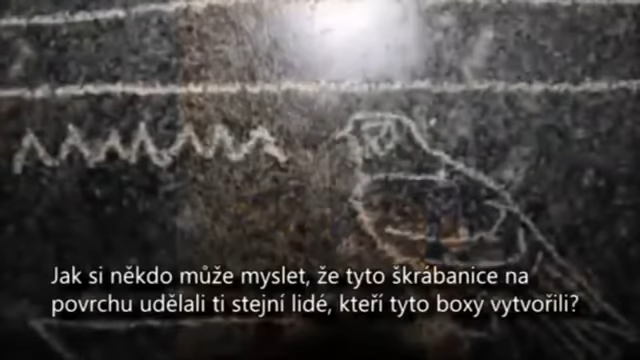 Jak si někdo může myslet, že tyto škrábanice na
povrchu udělali ti stejní lidé, kteří tyto boxy vytvořili?